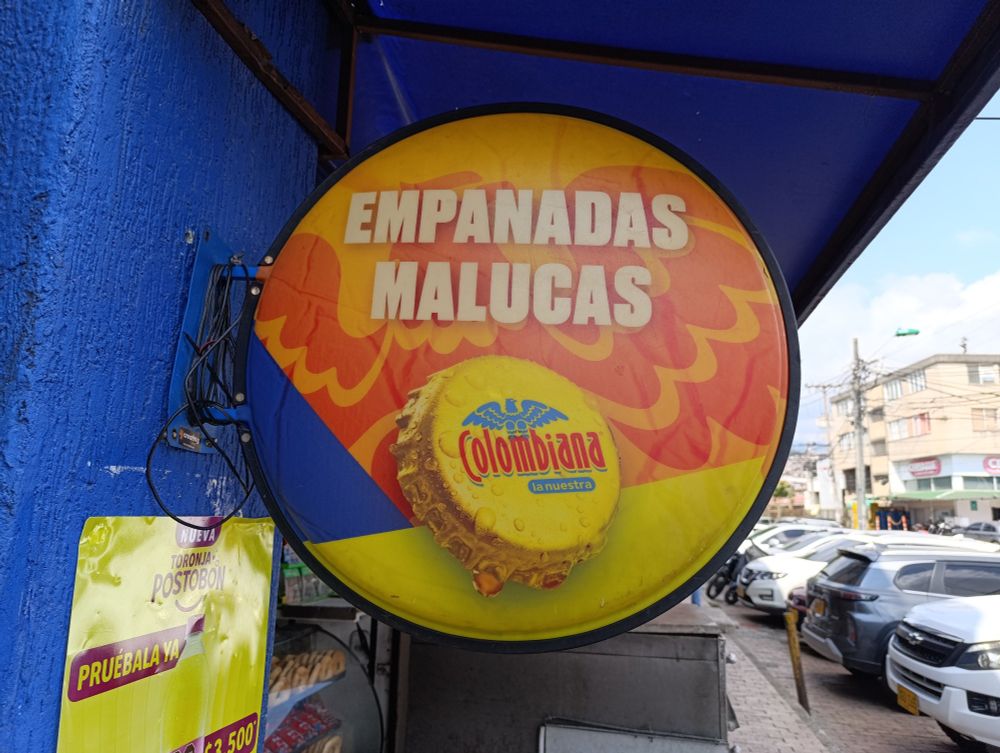 EMPANADAS
MALUCAS
Colombiana
la nuestra
NUEVA
TORONJA
POSTOBÓN
PRUÉBALA YA
$3.500*